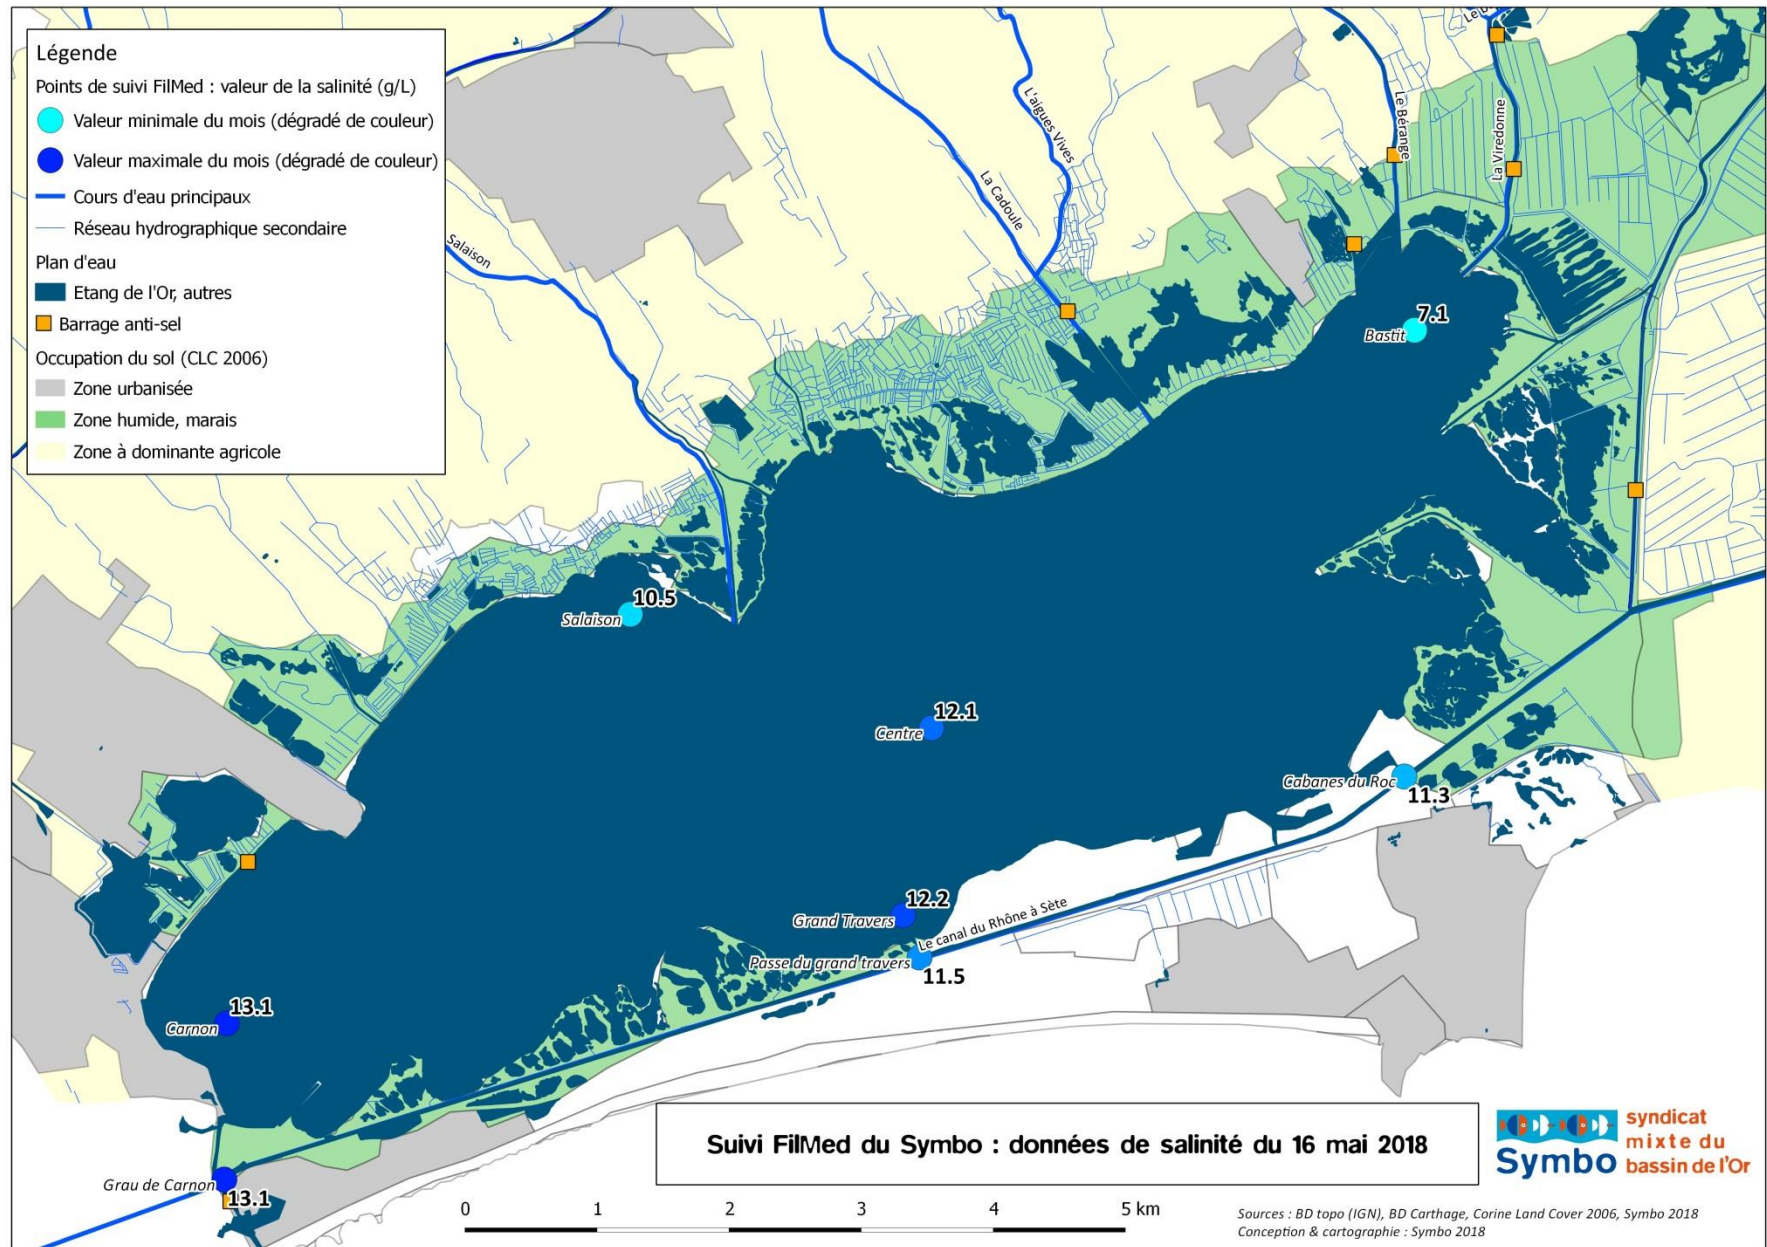 Légende
Points de suivi FilMed : valeur de la salinité (g/L)
Valeur minimale du mois (dégradé de couleur)
Valeur maximale du mois (dégradé de couleur)
Cours d'eau principaux
Réseau hydrographique secondaire
Plan d'eau
Etang de l'Or, autres
Barrage anti-sel
Occupation du sol (CLC 2006)
Zone urbanisée
Zone humide, marais
Zone à dominante agricole
Salaison
La Cadoule
L'aigues Vives
Le Bérange
La Viredonne
7.1
Bastit
10.5
Salaison
12.1
Centre
Cabanes du Roc
11.3
12.2
Grand Travers
Le canal du Rhône à Sète
Passe du grand travers
11.5
13.1
Carnon
Grau de Carnon
13.1
Suivi FilMed du Symbo : données de salinité du 16 mai 2018
0 1 2 3 4 5 km
Symbo
syndicat
mixte du
bassin de l'Or
Sources : BD topo (IGN), BD Carthage, Corine Land Cover 2006, Symbo 2018
Conception & cartographie : Symbo 2018